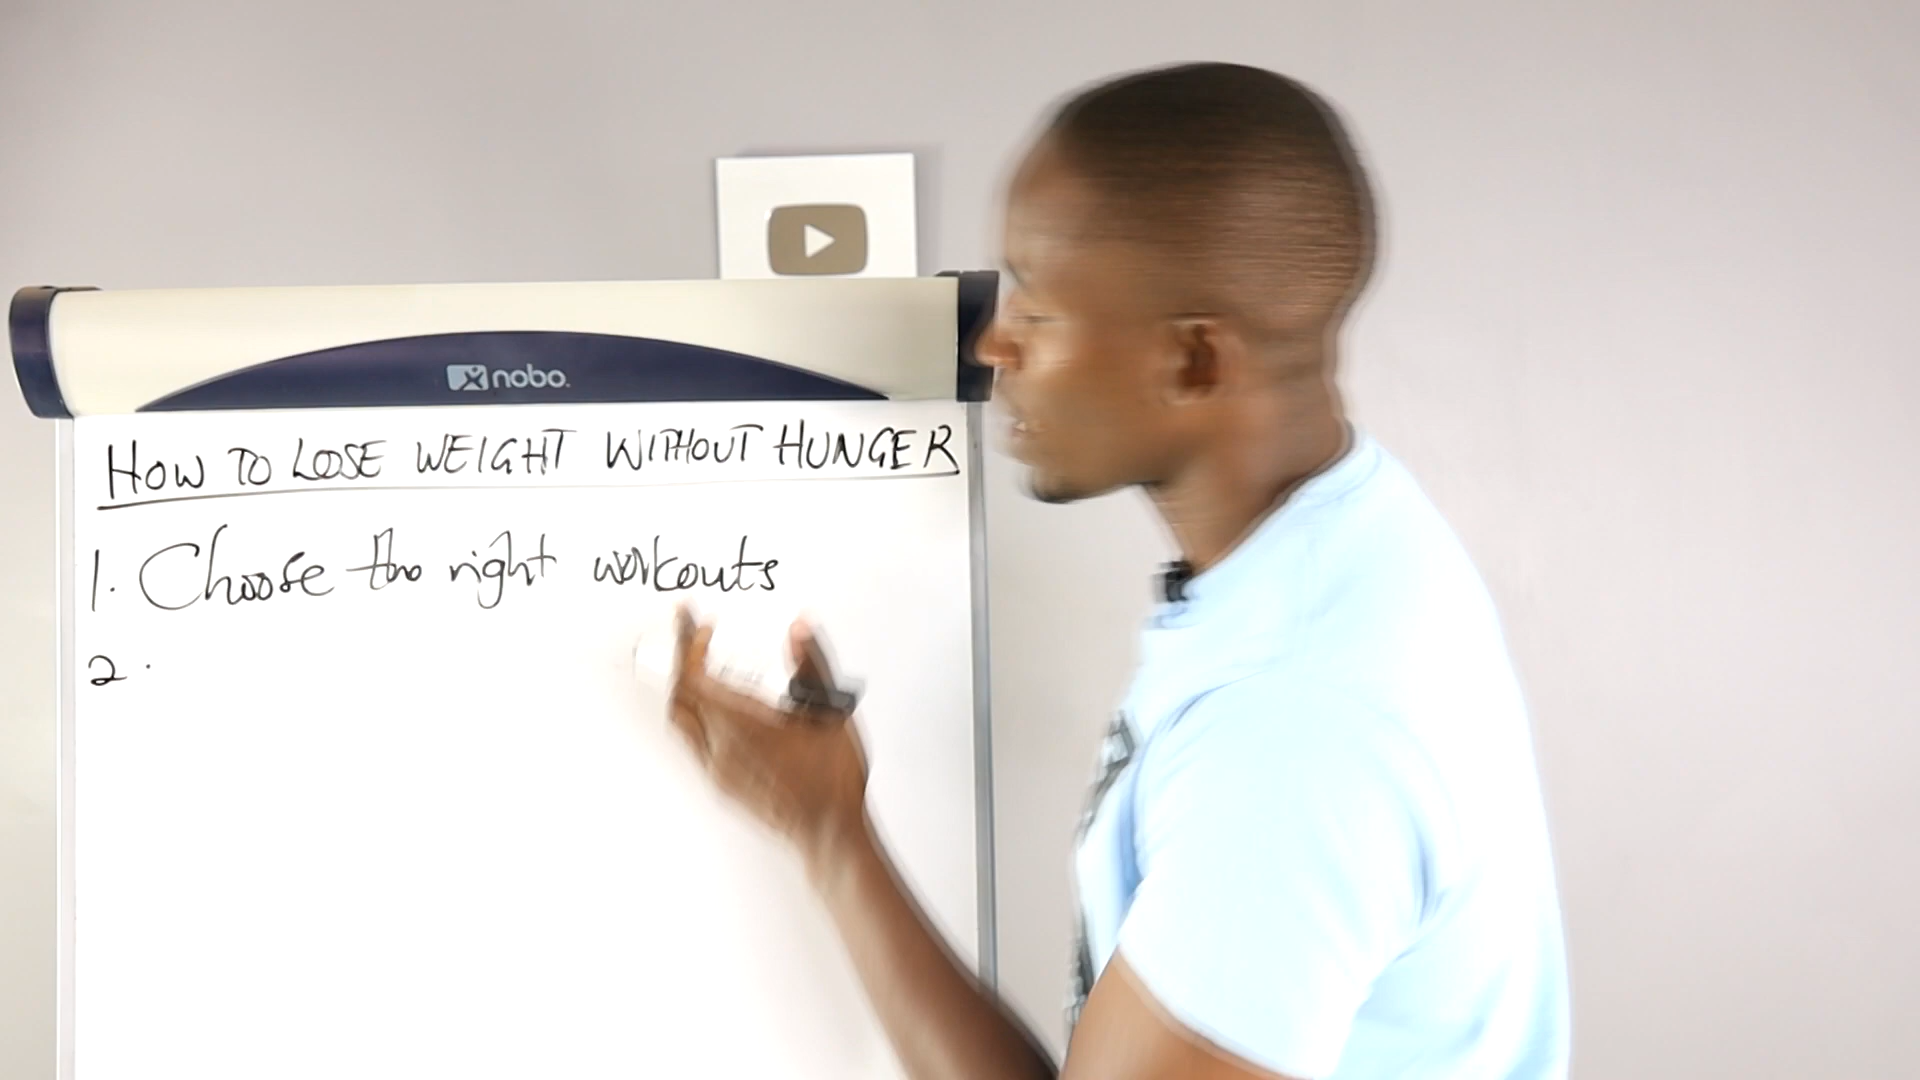 nobo
HOW TO LOSE WEIGHT WITHOUT HUNGER
1. Choose the right workouts
2.